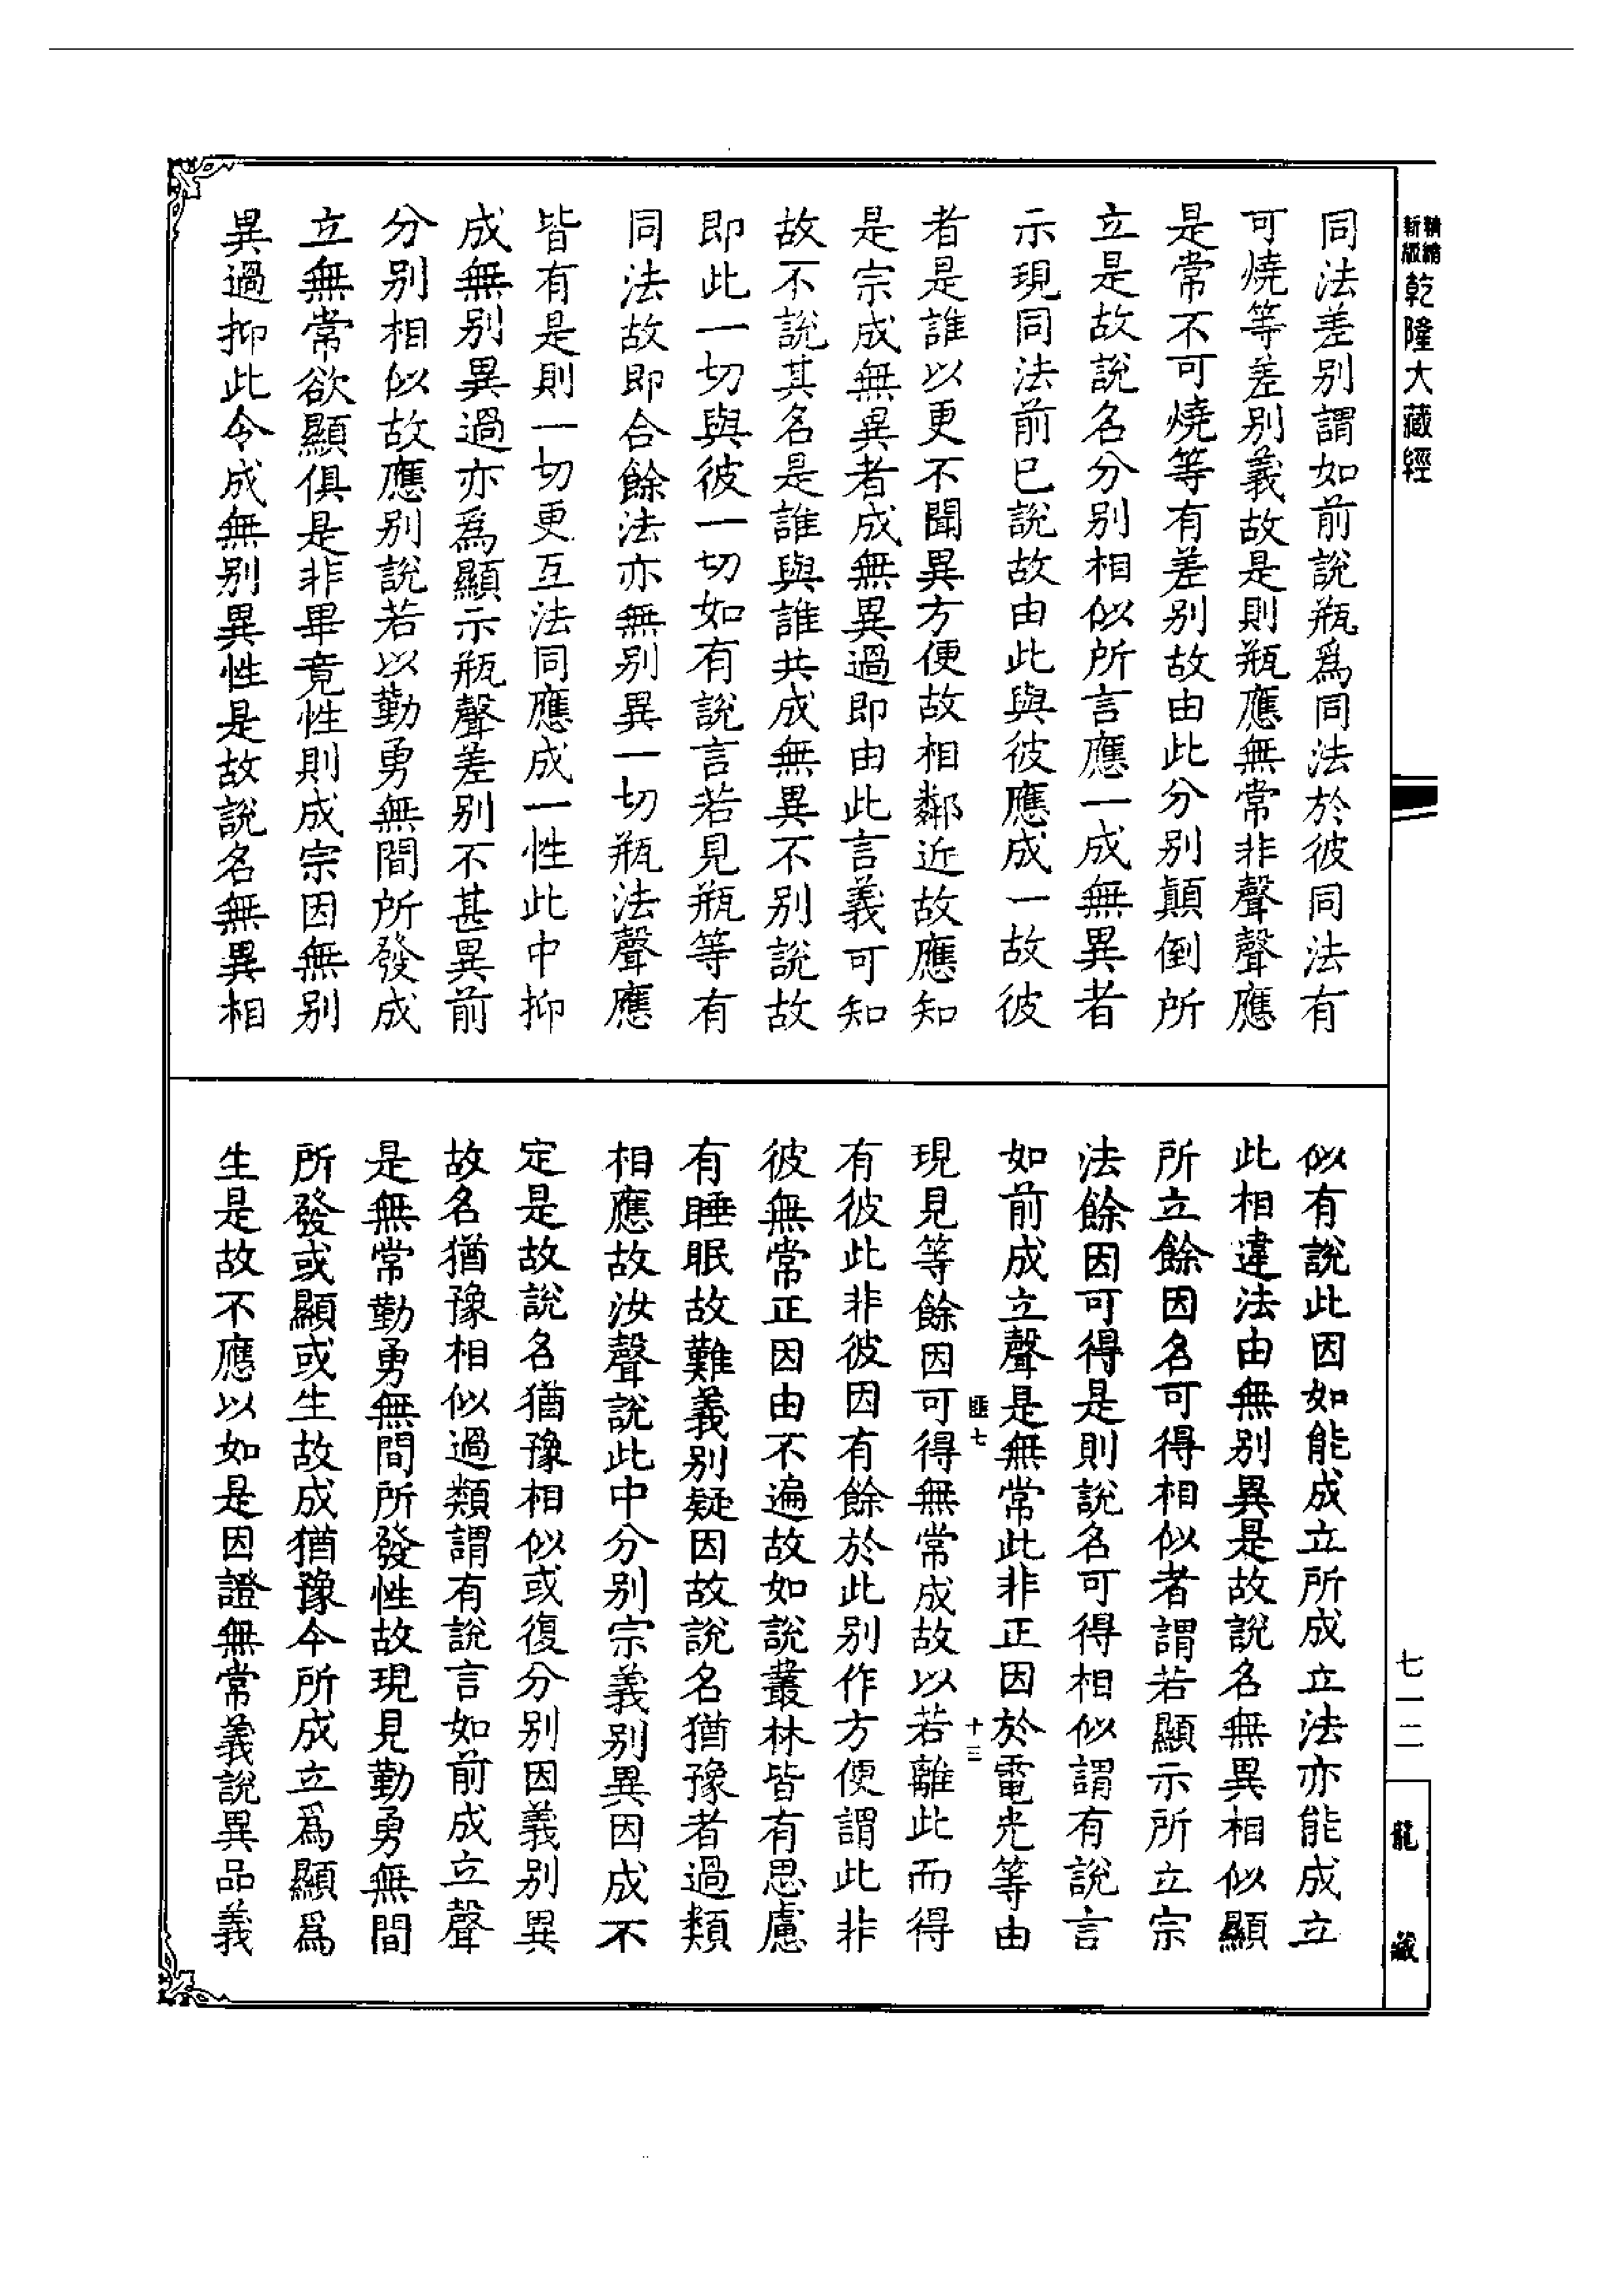 精縮新版乾隆大藏經
同法差別謂如前說瓶爲同法於彼同法有
可燒等差別義故是則瓶應無常非聲聲應
是常不可燒等有差別故由此分別顛倒所
立是故說名分別相似所言應一成無異者
示現同法前已說故由此與彼應成一故彼
者是誰以更不聞異方便故相鄰近故應知
是宗成無異者成無異過即由此言義可知
故不說其名是誰與誰共成無異不別說故
即此一切與彼一切如有說言若見瓶等有
同法故即合餘法亦無別異一切瓶法聲應
皆有是則一切更互法同應成一性此中抑
成無別異過亦爲顯示瓶聲差別不甚異前
分別相似故應別說若以勤勇無間所發成
立無常欲顯俱是非畢竟性則成宗因無別
異過抑此令成無別異性是故說名無異相
似有說此因如能成立所成立法亦能成立
此相違法由無別異是故說名無異相似顯
所立餘因名可得相似者謂若顯示所立宗
法餘因可得是則說名可得相似謂有說言
如前成立聲是無常此非正因於電光等由
匪七 十三
現見等餘因可得無常成故以若離此而得
有彼此非彼因有餘於此別作方便謂此非
彼無常正因由不遍故如說叢林皆有思慮
有睡眠故難義別疑因故說名猶豫者過類
相應故汝聲說此中分別宗義別異因成不
定是故說名猶豫相似或復分別因義別異
故名猶豫相似過類謂有說言如前成立聲
是無常勤勇無間所發性故現見勤勇無間
所發或顯或生故成猶豫今所成立爲顯爲
生是故不應以如是因證無常義說異品義
七一二
龍藏